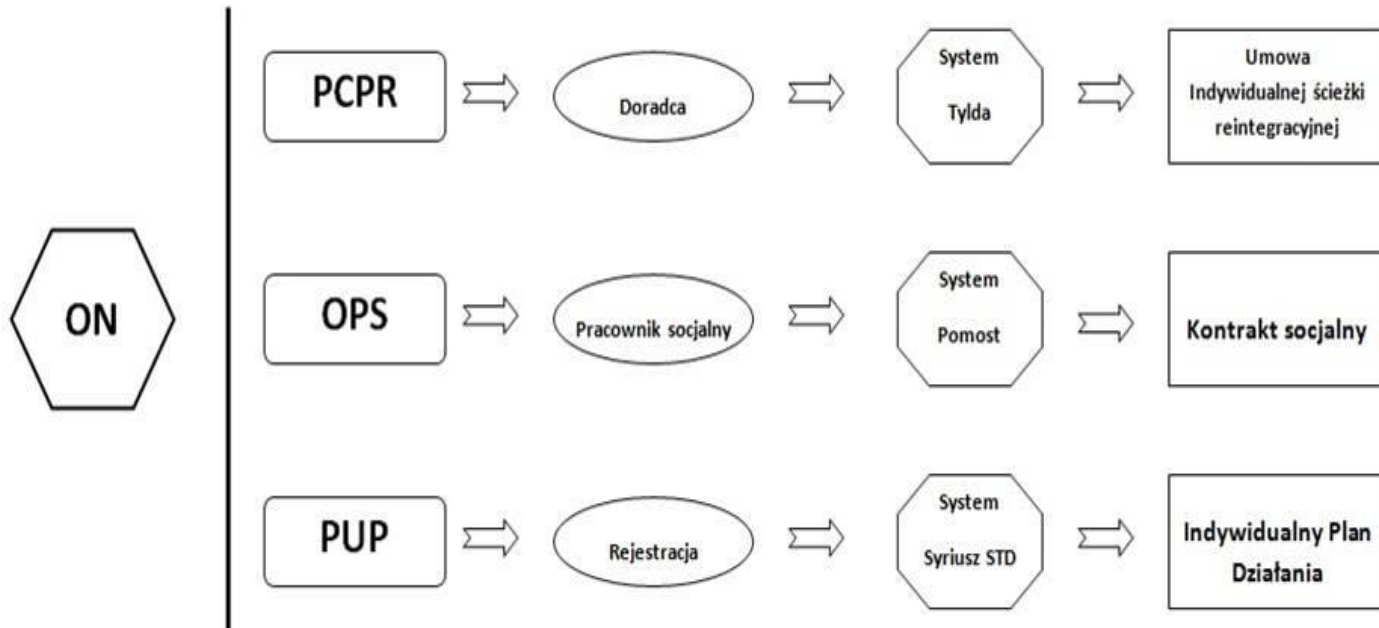 ON
PCPR
Doradca
System
Tylda
Umowa
Indywidualnej ścieżki
reintegracyjnej
OPS
Pracownik socjalny
System
Pomost
Kontrakt socjalny
PUP
Rejestracja
System
Syriusz STD
Indywidualny Plan
Działania